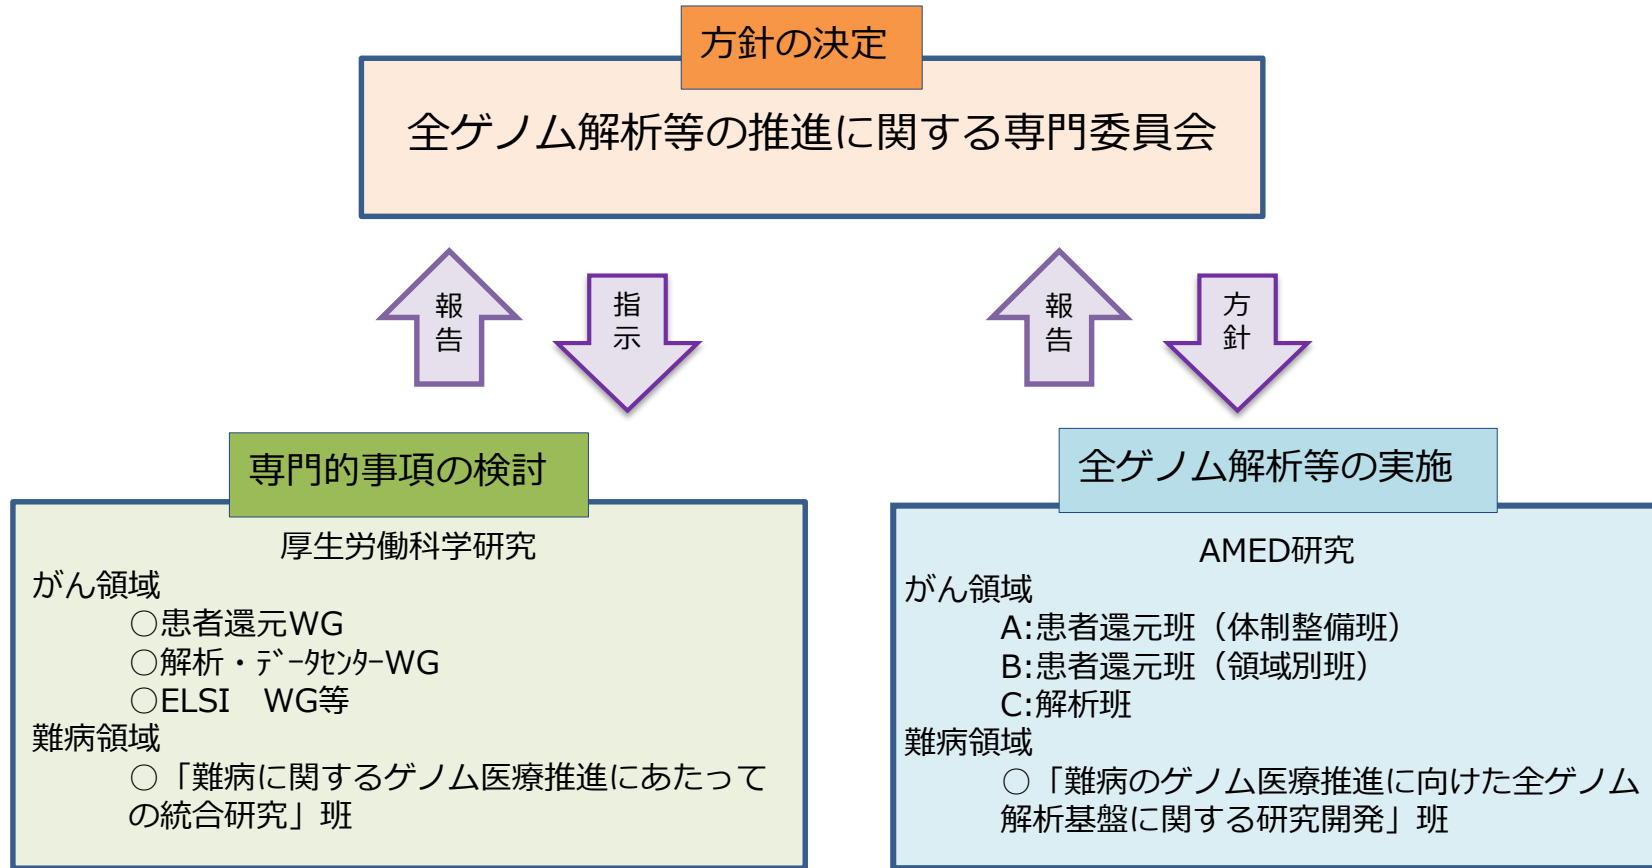 方針の決定
全ゲノム解析等の推進に関する専門委員会
報告
指示
報告
方針
専門的事項の検討
厚生労働科学研究
がん領域
○患者還元WG
○解析・ﾃﾞｰﾀｾﾝﾀｰWG
○ELSI　WG等
難病領域
○「難病に関するゲノム医療推進にあたって
の統合研究」班
全ゲノム解析等の実施
AMED研究
がん領域
A:患者還元班（体制整備班）
B:患者還元班（領域別班）
C:解析班
難病領域
○「難病のゲノム医療推進に向けた全ゲノム
解析基盤に関する研究開発」班